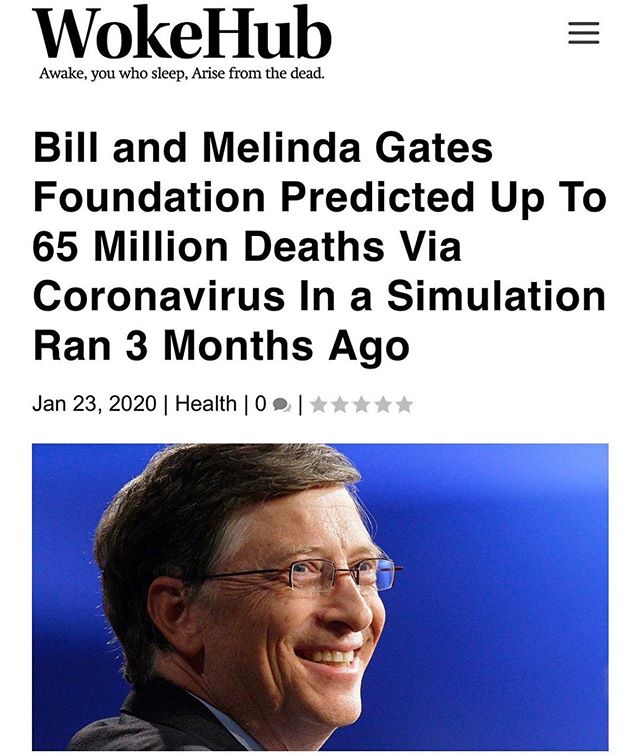 WokeHub
Awake, you who sleep, Arise from the dead.
Bill and Melinda Gates
Foundation Predicted Up To
65 Million Deaths Via
Coronavirus In a Simulation
Ran 3 Months Ago
Jan 23, 2020 | Health | 0 |